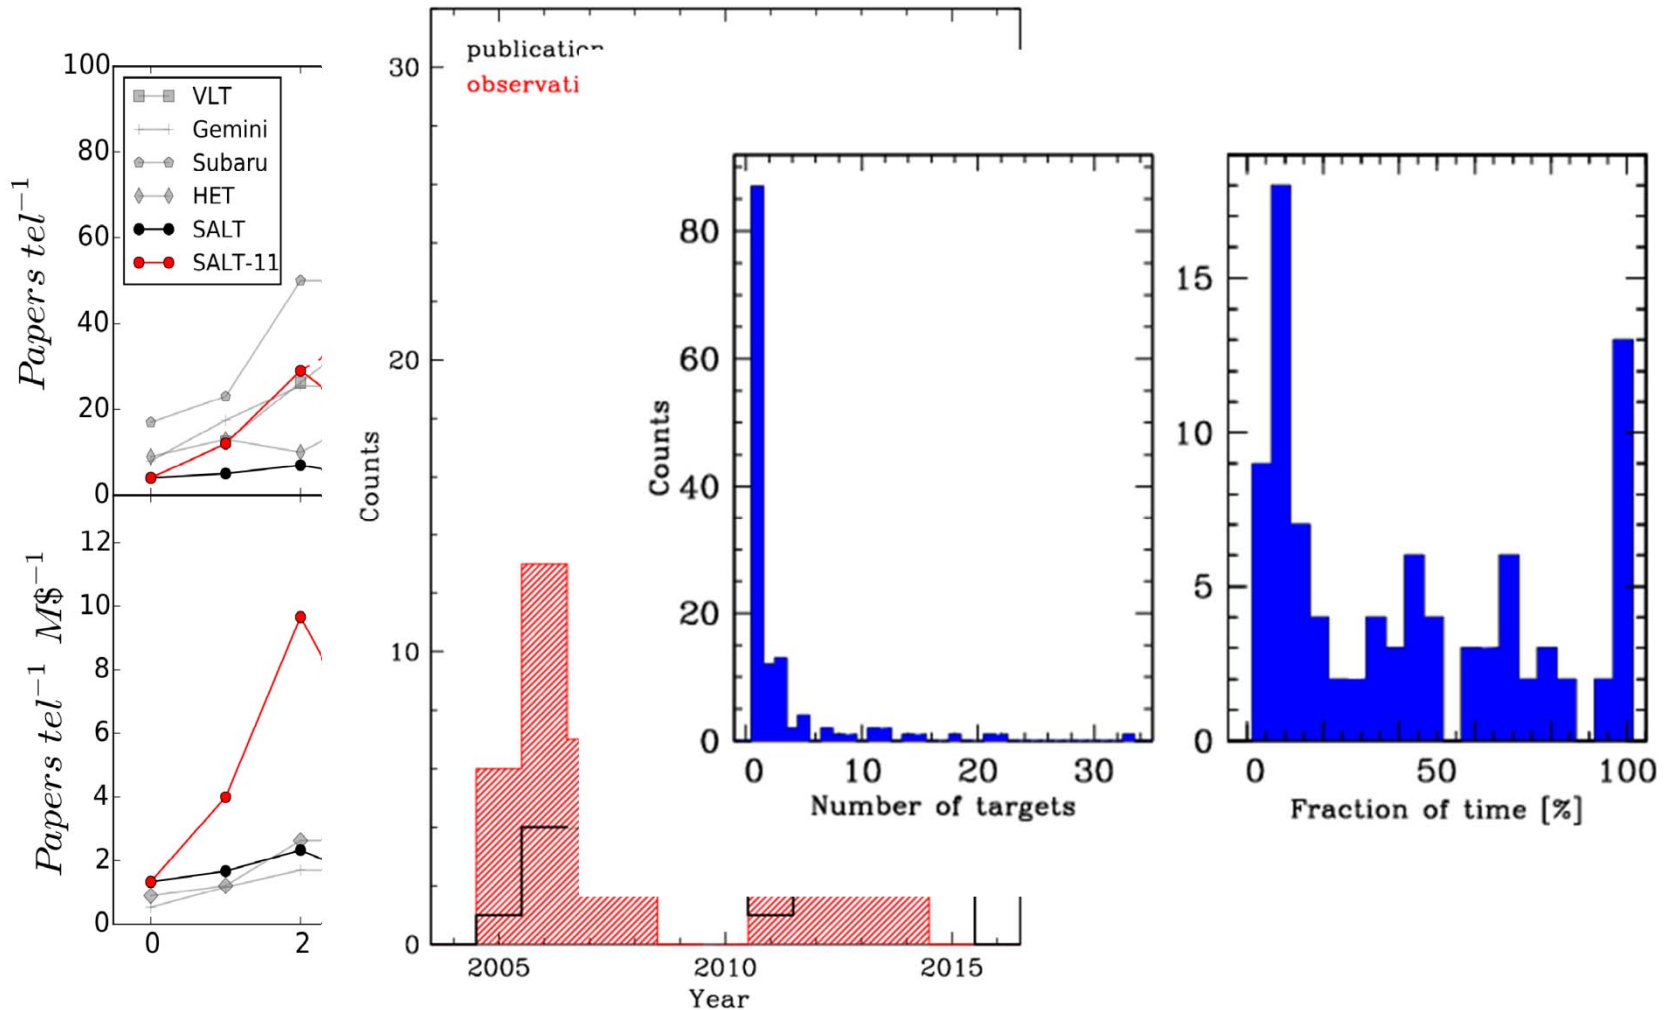 100
80
60
40
20
0
Papers tel−1
VLT
Gemini
Subaru
HET
SALT
SALT-11
12
10
8
6
4
2
0
Papers tel−1 M$−1
0 2
publication
observati
30
20
10
0
Counts
2005 2010 2015
Year
80
60
40
20
0
Counts
0 10 20 30
Number of targets
15
10
5
0
0 50 100
Fraction of time [%]